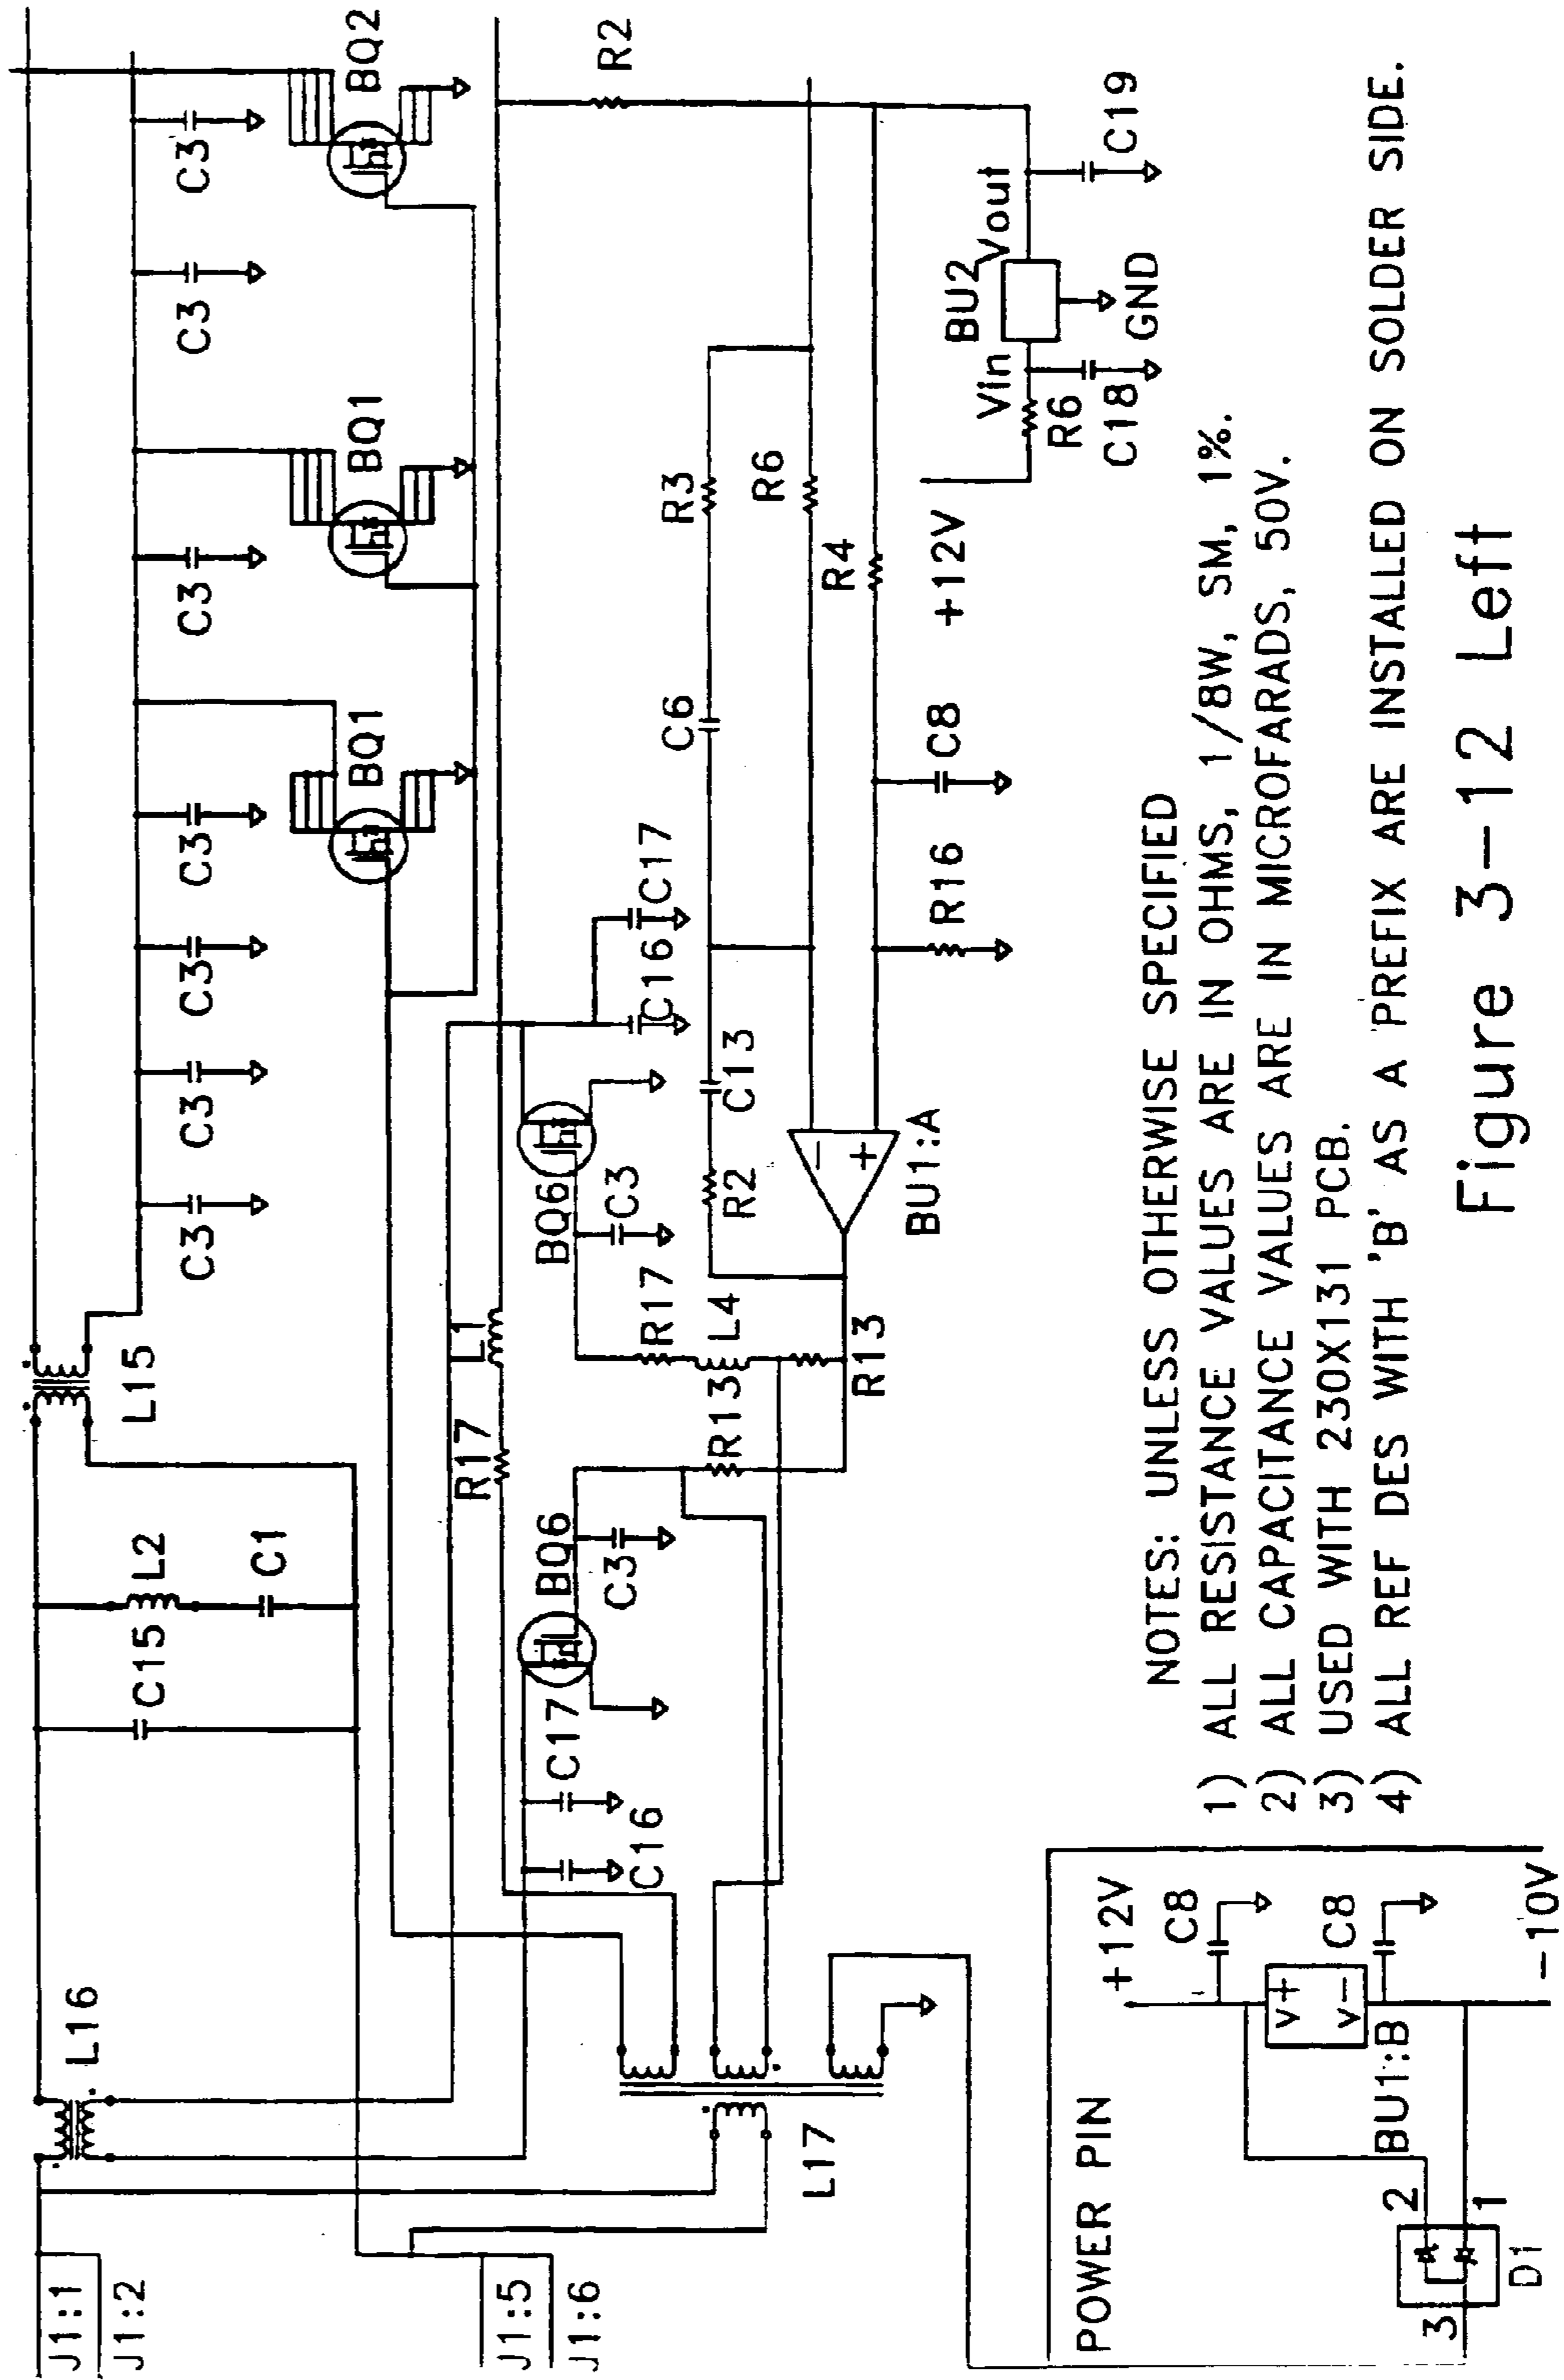 J1:1
J1:2
J1:5
J1:6
L16
C15
L2
C1
L15
C3
C3
C3
C3
C3
C3
C3
BQ1
BQ1
BQ2
R17
L1
R2
C16
C17
BQ6
C3
BQ6
C3
C16
C17
R17
L4
R13
R13
L17
R2
C13
C6
R3
R6
BU1:A
-
+
R16
C8
R4
+12V
Vin
BU2
Vout
R6
C18
GND
C19
POWER PIN
+12V
C8
v+
v-
C8
BU1:B
-10V
3
2
1
D1
NOTES: UNLESS OTHERWISE SPECIFIED
1) ALL RESISTANCE VALUES ARE IN OHMS, 1/8W, SM, 1%.
2) ALL CAPACITANCE VALUES ARE IN MICROFARADS, 50V.
3) USED WITH 230X131 PCB.
4) ALL REF DES WITH 'B' AS A PREFIX ARE INSTALLED ON SOLDER SIDE.
Figure 3-12 Left